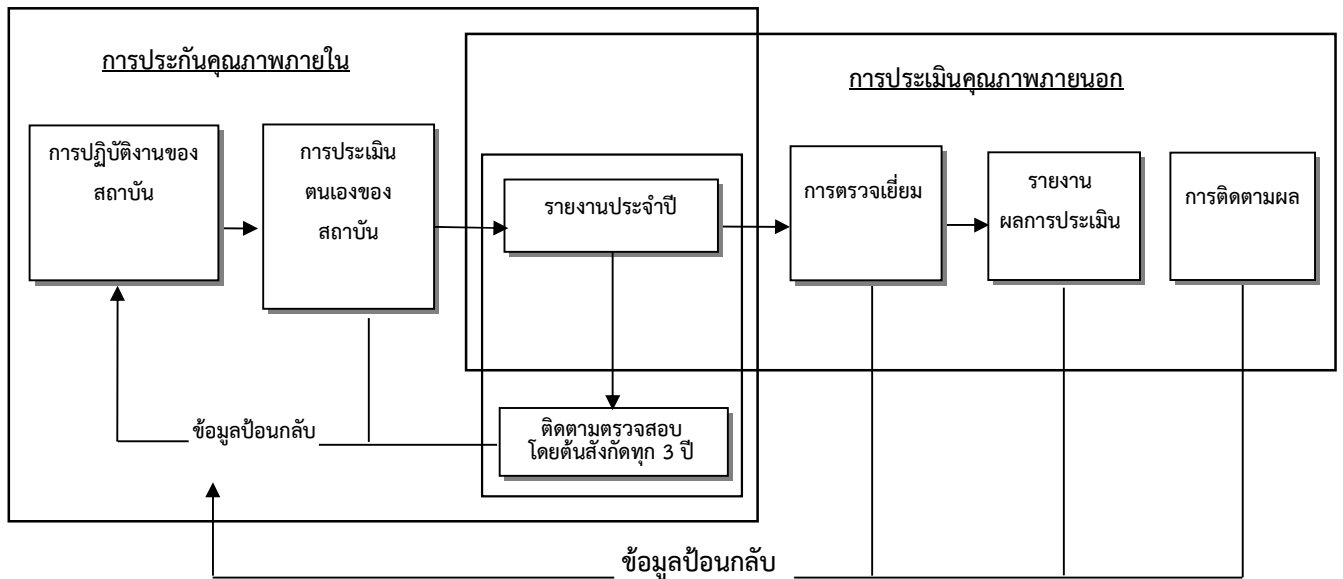 การประกันคุณภาพภายใน
การประเมินคุณภาพภายนอก
การปฏิบัติงานของ
สถาบัน
การประเมิน
ตนเองของ
สถาบัน
รายงานประจำปี
การตรวจเยี่ยม
รายงาน
ผลการประเมิน
การติดตามผล
ติดตามตรวจสอบ
โดยต้นสังกัดทุก 3 ปี
ข้อมูลป้อนกลับ
ข้อมูลป้อนกลับ